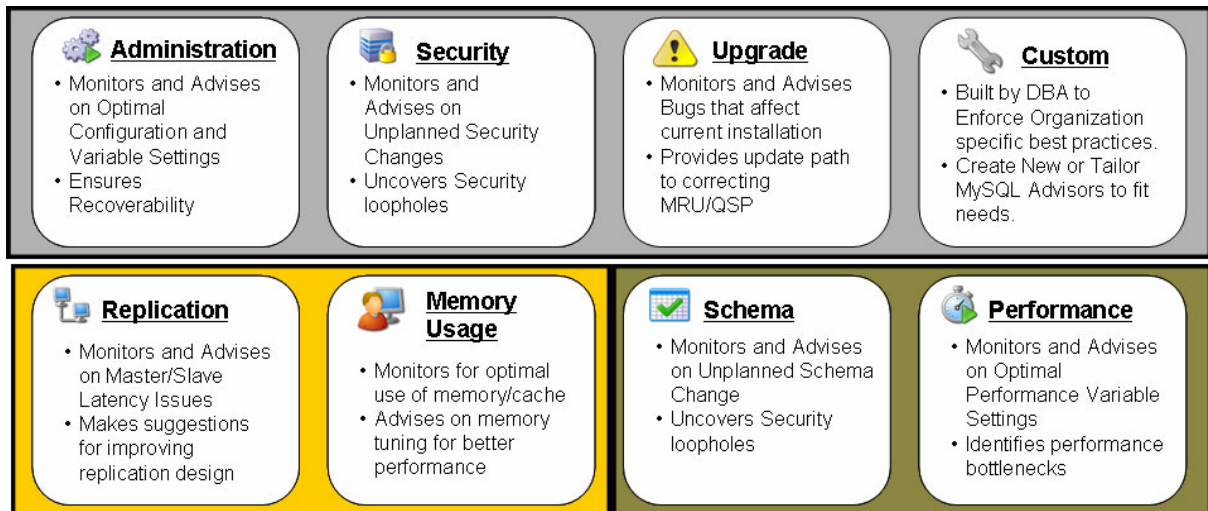 Administration
• Monitors and Advises
on Optimal
Configuration and
Variable Settings
• Ensures
Recoverability
Security
• Monitors and
Advises on
Unplanned Security
Changes
• Uncovers Security
loopholes
Upgrade
• Monitors and Advises
Bugs that affect
current installation
• Provides update path
to correcting
MRU/QSP
Custom
• Built by DBA to
Enforce Organization
specific best practices.
• Create New or Tailor
MySQL Advisors to fit
needs.
Replication
• Monitors and Advises
on Master/Slave
Latency Issues
• Makes suggestions
for improving
replication design
Memory
Usage
• Monitors for optimal
use of memory/cache
• Advises on memory
tuning for better
performance
Schema
• Monitors and Advises
on Unplanned Schema
Change
• Uncovers Security
loopholes
Performance
• Monitors and Advises
on Optimal
Performance Variable
Settings
• Identifies performance
bottlenecks